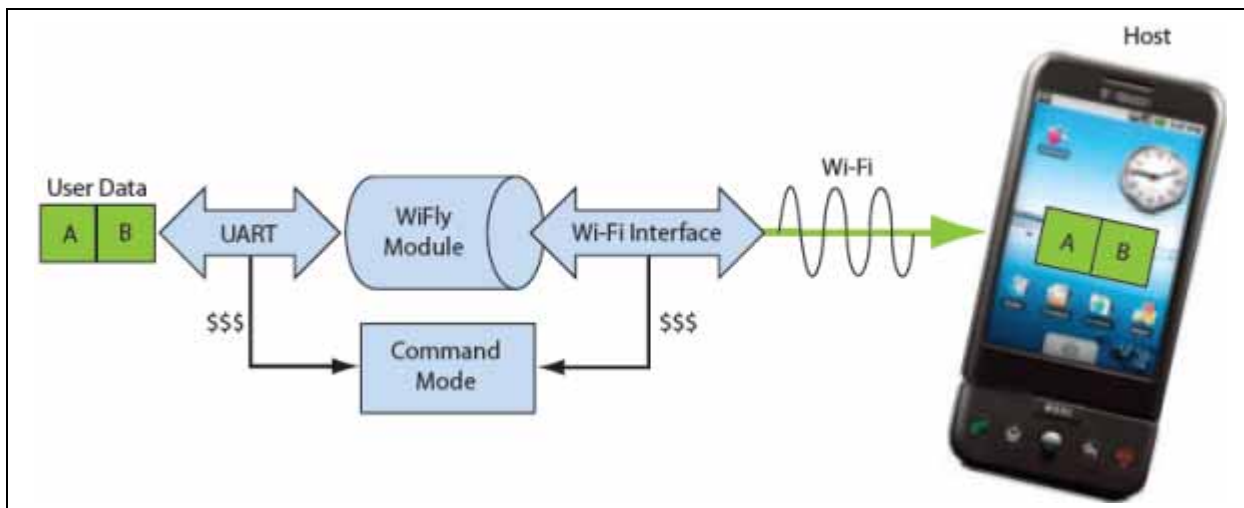 Host
Wi-Fi
User Data
A B
UART
WiFly
Module
Wi-Fi Interface
A B
$$$
$$$
Command
Mode